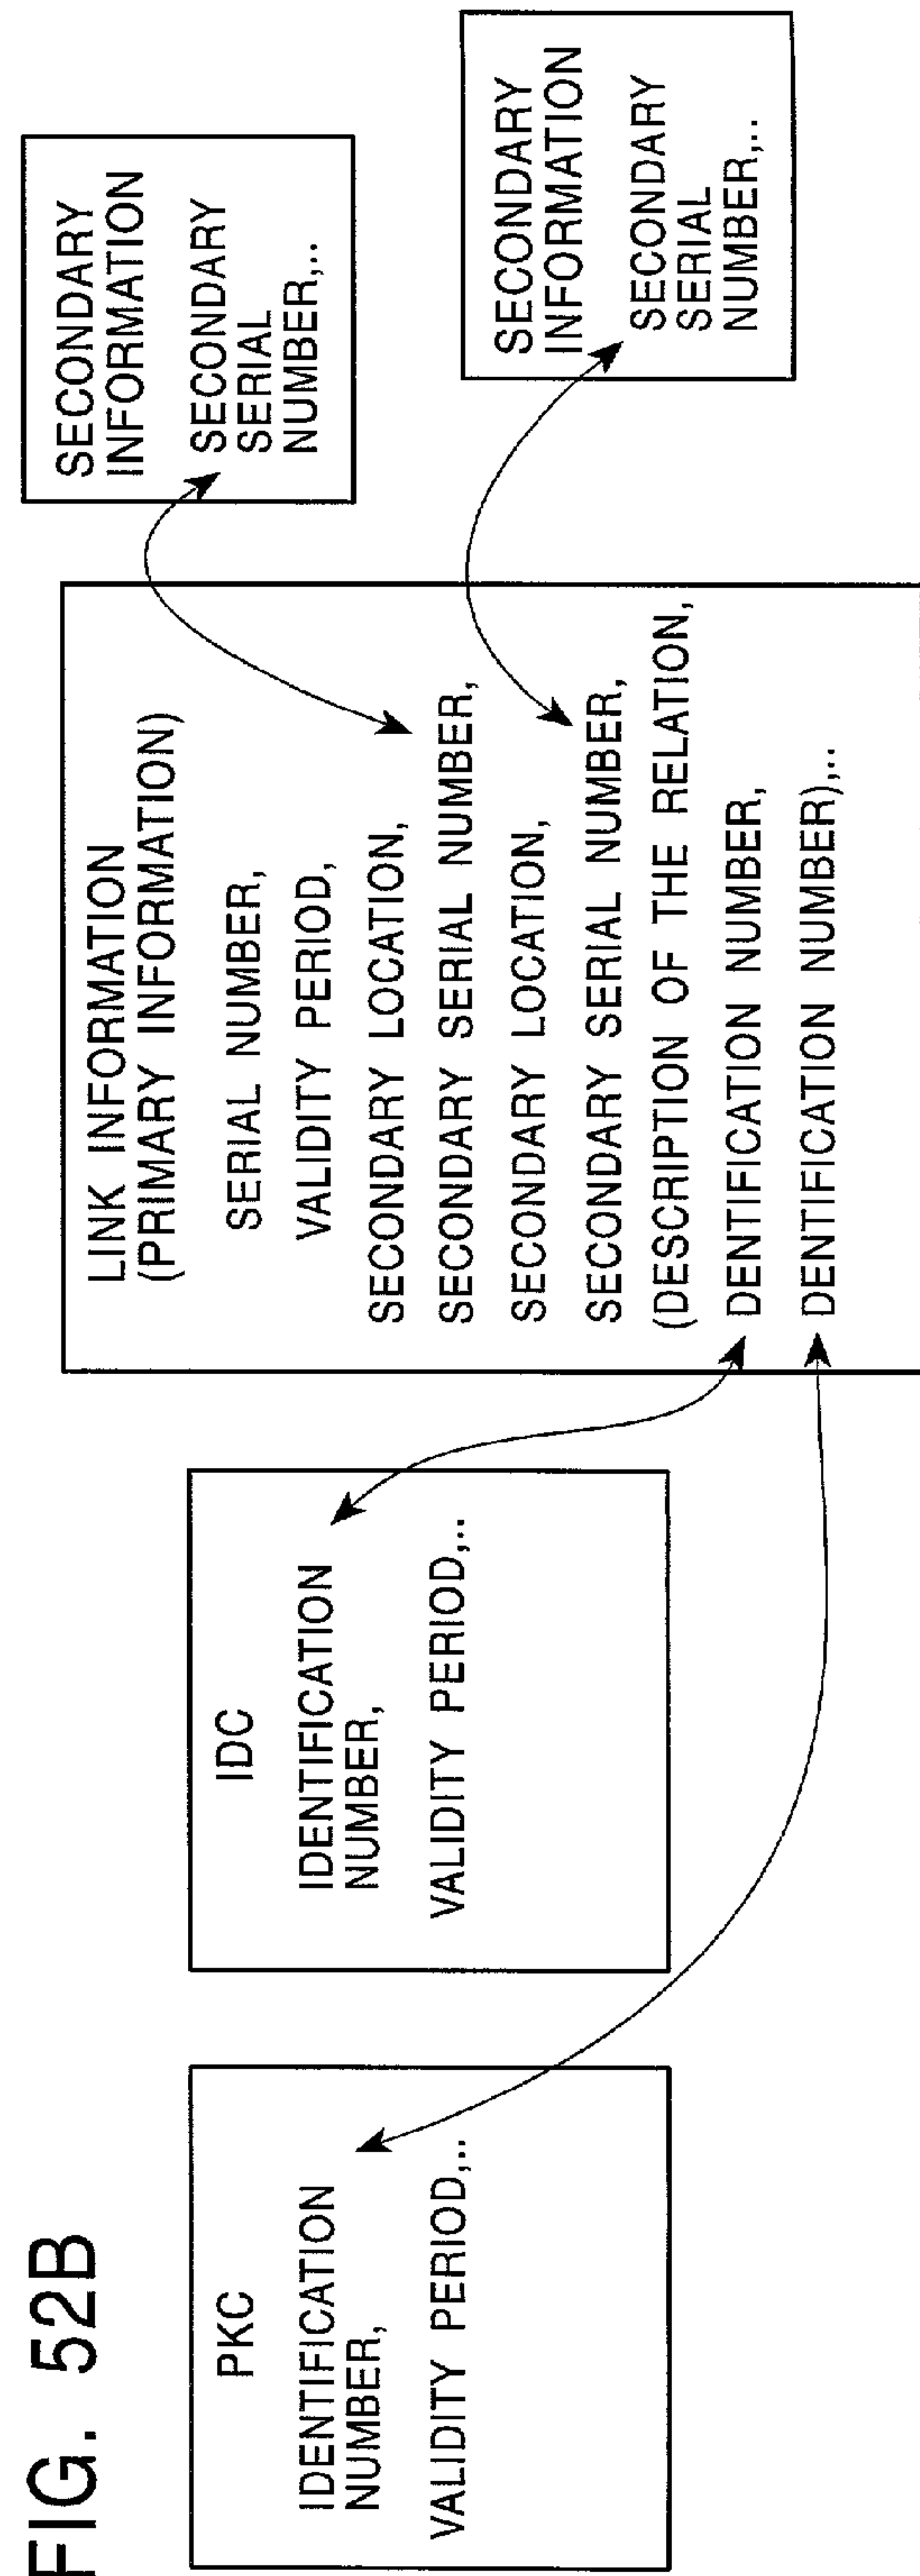 FIG. 52B
PKC
IDENTIFICATION
NUMBER,
VALIDITY PERIOD,..
IDC
IDENTIFICATION
NUMBER,
VALIDITY PERIOD,..
LINK INFORMATION
(PRIMARY INFORMATION)
SERIAL NUMBER,
VALIDITY PERIOD,
SECONDARY LOCATION,
SECONDARY SERIAL NUMBER,
SECONDARY LOCATION,
SECONDARY SERIAL NUMBER,
(DESCRIPTION OF THE RELATION,
DENTIFICATION NUMBER,
DENTIFICATION NUMBER),..
SECONDARY
INFORMATION
SECONDARY
SERIAL
NUMBER,..
SECONDARY
INFORMATION
SECONDARY
SERIAL
NUMBER,..